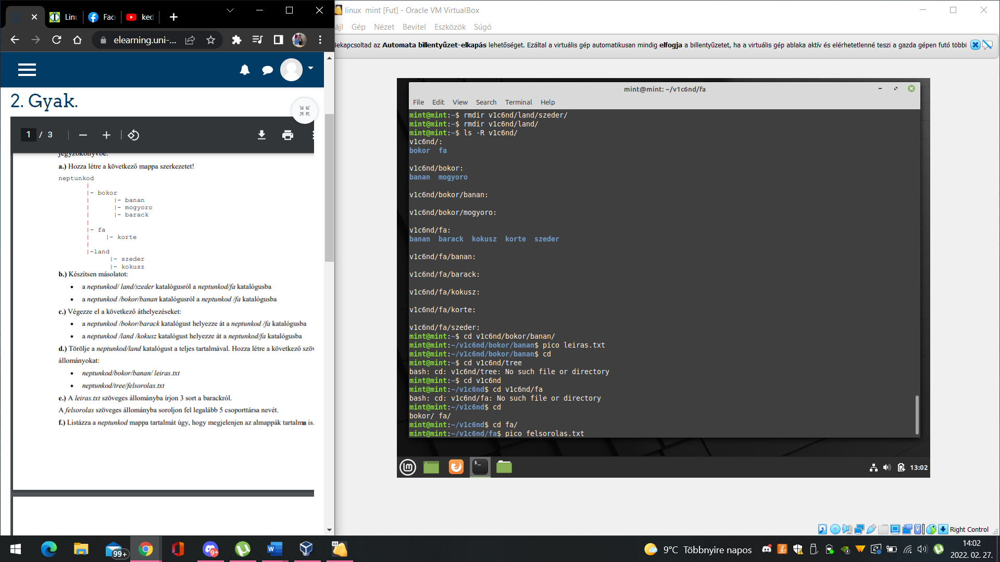 Linu
Fac
ked
elearning.uni-...
2. Gyak.
1 / 3
jegyzőkönyvbe.
a.) Hozza létre a következő mappa szerkezetet!
neptunkod
|
|- bokor
| |- banan
| |- mogyoro
| |- barack
|
|- fa
| |- korte
|
|-land
|- szeder
|- kokusz
b.) Készítsen másolatot:
• a neptunkod/ land/szeder katalógusról a neptunkod/fa katalógusba
• a neptunkod /bokor/banan katalógusról a neptunkod /fa katalógusba
c.) Végezze el a következő áthelyezéseket:
• a neptunkod /bokor/barack katalógust helyezze át a neptunkod /fa katalógusba
• a neptunkod /land /kokusz katalógust helyezze át a neptunkod/fa katalógusba
d.) Törölje a neptunkod/land katalógust a teljes tartalmával. Hozza létre a következő szöv
állományokat:
• neptunkod/bokor/banan/ leiras.txt
• neptunkod/tree/felsorolas.txt
e.) A leiras.txt szöveges állományba írjon 3 sort a barackról.
A felsorolas szöveges állományba soroljon fel legalább 5 csoporttársa nevét.
f.) Listázza a neptunkod mappa tartalmát úgy, hogy megjelenjen az almappák tartalma is.
linux mint [Fut] - Oracle VM VirtualBox
ájl Gép Nézet Bevitel Eszközök Súgó
Bekapcsoltad az Automata billentyűzet-elkapás lehetőséget. Ezáltal a virtuális gép automatikusan mindig elfogja a billentyűzetet, ha a virtuális gép ablaka aktív és elérhetetlenné teszi a gazda gépen futó többi
mint@mint: ~/v1c6nd/fa
File Edit View Search Terminal Help
mint@mint:~$ rmdir v1c6nd/land/szeder/
mint@mint:~$ rmdir v1c6nd/land/
mint@mint:~$ ls -R v1c6nd/
v1c6nd/:
bokor fa
v1c6nd/bokor:
banan mogyoro
v1c6nd/bokor/banan:
v1c6nd/bokor/mogyoro:
v1c6nd/fa:
banan barack kokusz korte szeder
v1c6nd/fa/banan:
v1c6nd/fa/barack:
v1c6nd/fa/kokusz:
v1c6nd/fa/korte:
v1c6nd/fa/szeder:
mint@mint:~$ cd v1c6nd/bokor/banan/
mint@mint:~/v1c6nd/bokor/banan$ pico leiras.txt
mint@mint:~/v1c6nd/bokor/banan$ cd
mint@mint:~$ cd v1c6nd/tree
bash: cd: v1c6nd/tree: No such file or directory
mint@mint:~$ cd v1c6nd
mint@mint:~/v1c6nd$ cd v1c6nd/fa
bash: cd: v1c6nd/fa: No such file or directory
mint@mint:~/v1c6nd$ cd
bokor/ fa/
mint@mint:~/v1c6nd$ cd fa/
mint@mint:~/v1c6nd/fa$ pico felsorolas.txt
13:02
Right Control
99+
9+
64
9°C Többnyire napos
14:02
2022. 02. 27.